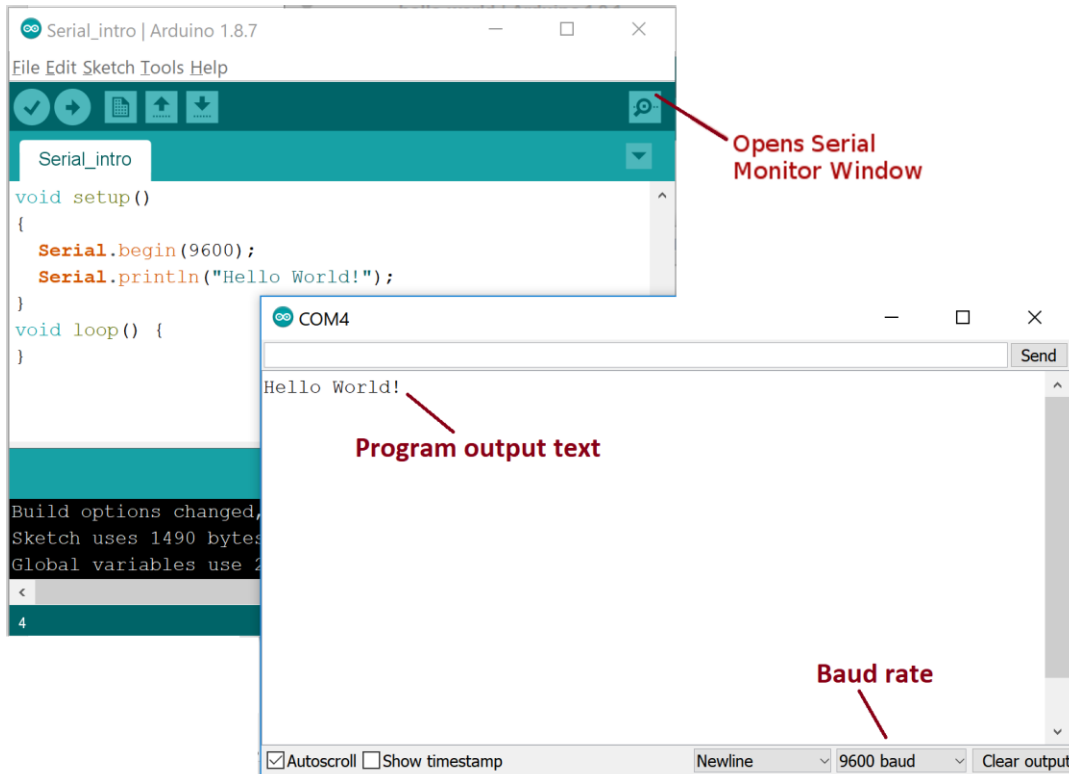 Serial_intro | Arduino 1.8.7
File Edit Sketch Tools Help
Opens Serial
Monitor Window
Serial_intro
void setup()
{
  Serial.begin(9600);
  Serial.println("Hello World!");
}
void loop() {
}
COM4
Send
Hello World!
Program output text
Build options changed,
Sketch uses 1490 bytes
Global variables use 2
4
Baud rate
Autoscroll Show timestamp Newline 9600 baud Clear output